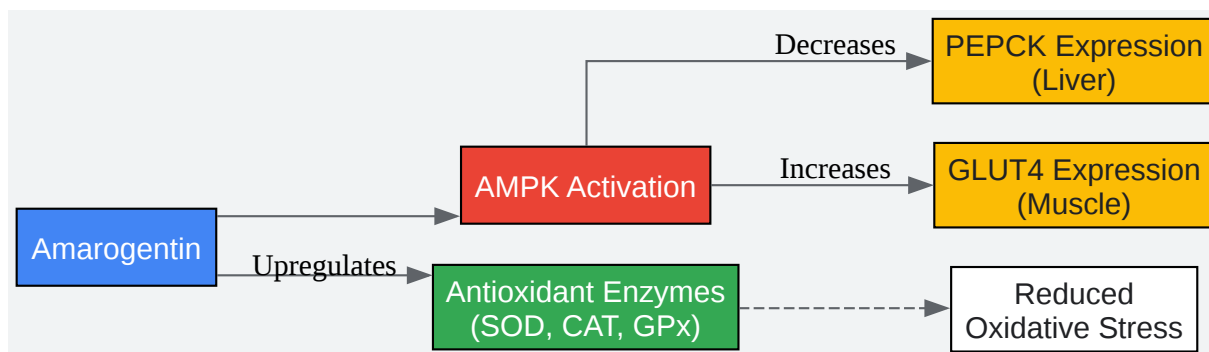 Decreases
PEPCK Expression
(Liver)
AMPK Activation
Increases
GLUT4 Expression
(Muscle)
Amarogentin
Upregulates
Antioxidant Enzymes
(SOD, CAT, GPx)
Reduced
Oxidative Stress